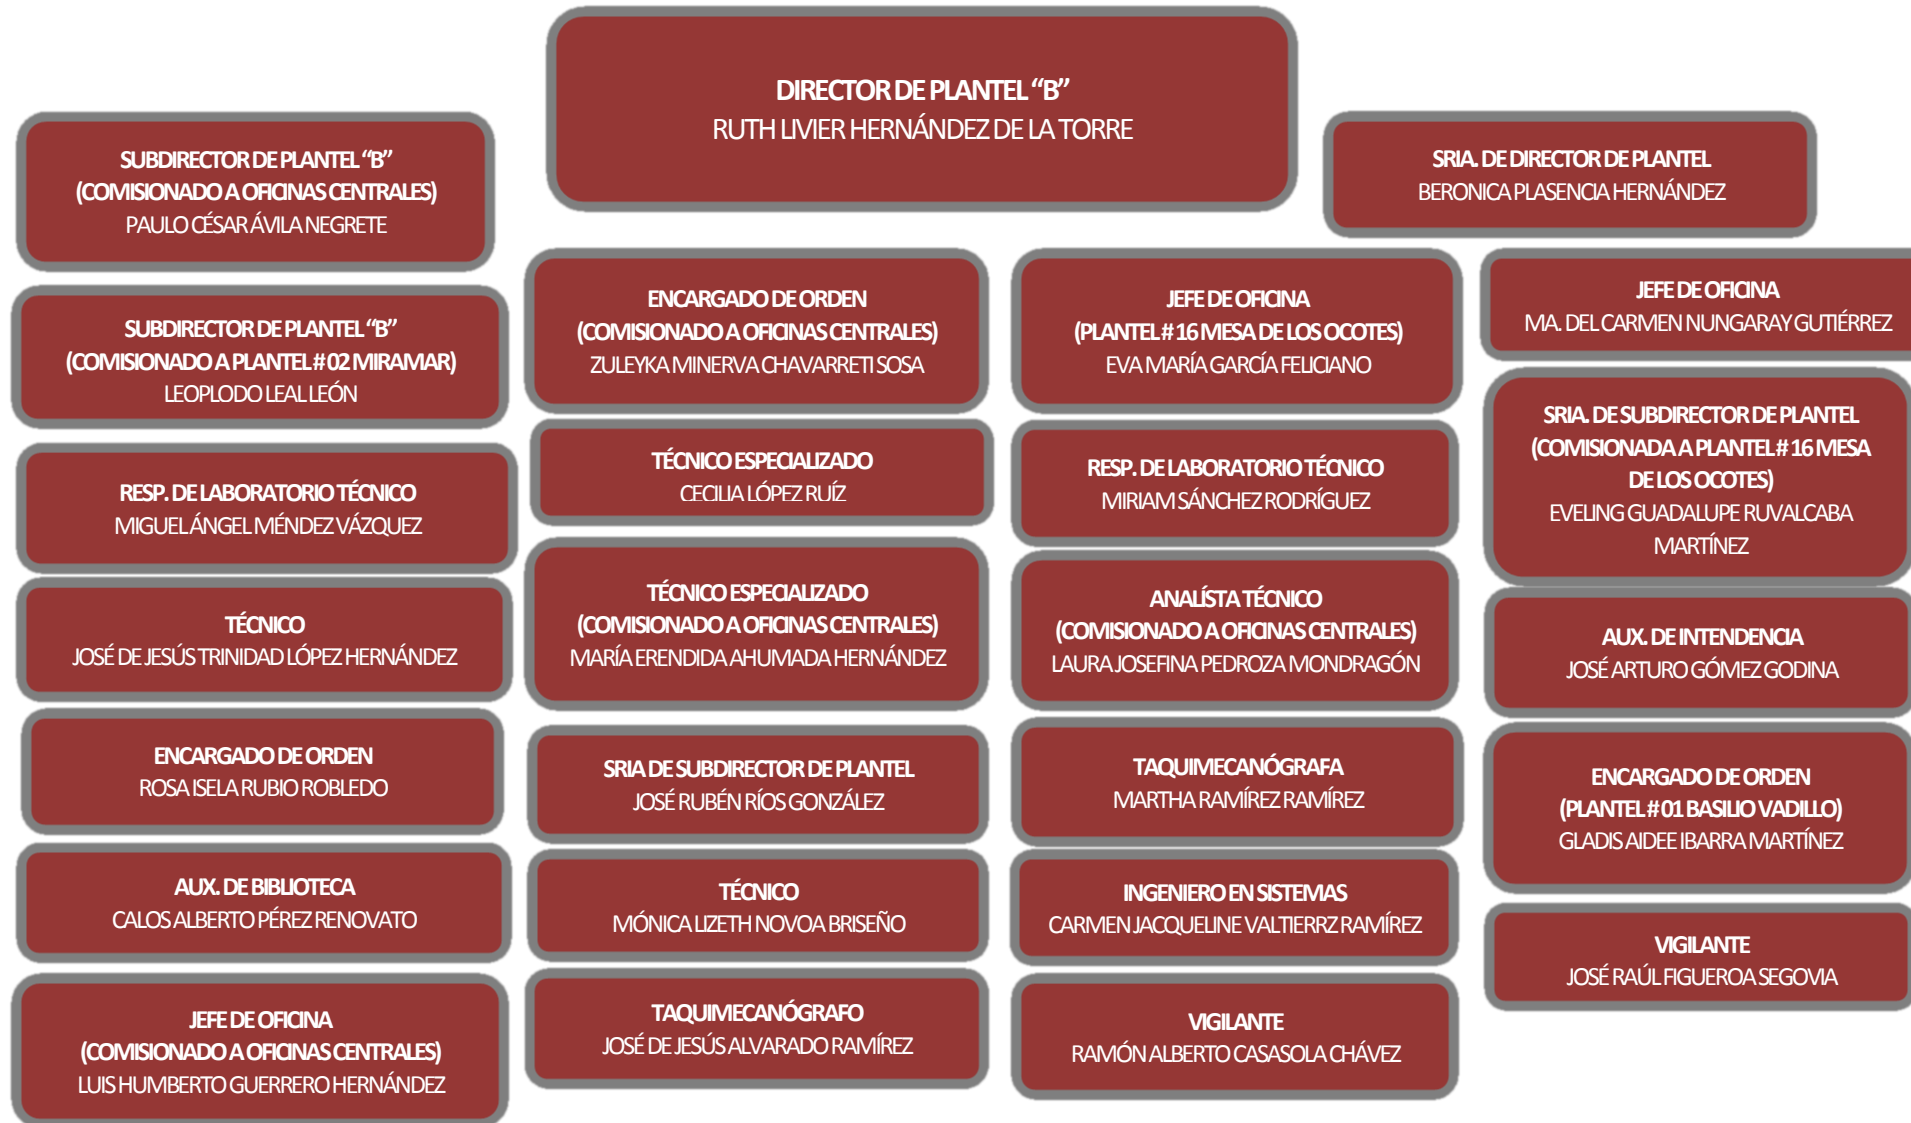 DIRECTOR DE PLANTEL “B”
RUTH LIVIER HERNÁNDEZ DE LA TORRE
SRIA. DE DIRECTOR DE PLANTEL
BERONICA PLASENCIA HERNÁNDEZ
SUBDIRECTOR DE PLANTEL “B”
(COMISIONADO A OFICINAS CENTRALES)
PAULO CÉSAR ÁVILA NEGRETE
SUBDIRECTOR DE PLANTEL “B”
(COMISIONADO A PLANTEL # 02 MIRAMAR)
LEOPLODO LEAL LEÓN
RESP. DE LABORATORIO TÉCNICO
MIGUEL ÁNGEL MÉNDEZ VÁZQUEZ
TÉCNICO
JOSÉ DE JESÚS TRINIDAD LÓPEZ HERNÁNDEZ
ENCARGADO DE ORDEN
ROSA ISELA RUBIO ROBLEDO
AUX. DE BIBLIOTECA
CALOS ALBERTO PÉREZ RENOVATO
JEFE DE OFICINA
(COMISIONADO A OFICINAS CENTRALES)
LUIS HUMBERTO GUERRERO HERNÁNDEZ
ENCARGADO DE ORDEN
(COMISIONADO A OFICINAS CENTRALES)
ZULEYKA MINERVA CHAVARRETI SOSA
TÉCNICO ESPECIALIZADO
CECILIA LÓPEZ RUÍZ
TÉCNICO ESPECIALIZADO
(COMISIONADO A OFICINAS CENTRALES)
MARÍA ERENDIDA AHUMADA HERNÁNDEZ
SRIA DE SUBDIRECTOR DE PLANTEL
JOSÉ RUBÉN RÍOS GONZÁLEZ
TÉCNICO
MÓNICA LIZETH NOVOA BRISEÑO
TAQUIMECANÓGRAFO
JOSÉ DE JESÚS ALVARADO RAMÍREZ
JEFE DE OFICINA
(PLANTEL # 16 MESA DE LOS OCOTES)
EVA MARÍA GARCÍA FELICIANO
RESP. DE LABORATORIO TÉCNICO
MIRIAM SÁNCHEZ RODRÍGUEZ
ANALÍSTA TÉCNICO
(COMISIONADO A OFICINAS CENTRALES)
LAURA JOSEFINA PEDROZA MONDRAGÓN
TAQUIMECANÓGRAFA
MARTHA RAMÍREZ RAMÍREZ
INGENIERO EN SISTEMAS
CARMEN JACQUELINE VALTIERRZ RAMÍREZ
VIGILANTE
RAMÓN ALBERTO CASASOLA CHÁVEZ
JEFE DE OFICINA
MA. DEL CARMEN NUNGARAY GUTIÉRREZ
SRIA. DE SUBDIRECTOR DE PLANTEL
(COMISIONADA A PLANTEL # 16 MESA
DE LOS OCOTES)
EVELING GUADALUPE RUVALCABA
MARTÍNEZ
AUX. DE INTENDENCIA
JOSÉ ARTURO GÓMEZ GODINA
ENCARGADO DE ORDEN
(PLANTEL # 01 BASILIO VADILLO)
GLADIS AIDEE IBARRA MARTÍNEZ
VIGILANTE
JOSÉ RAÚL FIGUEROA SEGOVIA